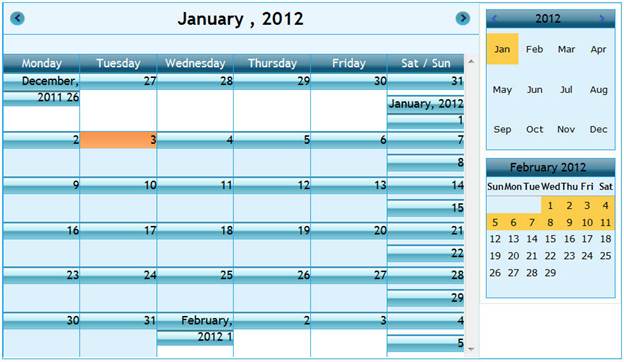 January , 2012
Monday Tuesday Wednesday Thursday Friday Sat / Sun
December, 2011 26 27 28 29 30 31
January, 2012 1
2 3 4 5 6 7
8
9 10 11 12 13 14
15
16 17 18 19 20 21
22
23 24 25 26 27 28
29
30 31 February, 2012 1 2 3 4
5
2012
Jan Feb Mar Apr
May Jun Jul Aug
Sep Oct Nov Dec
February 2012
Sun Mon Tue Wed Thu Fri Sat
1 2 3 4
5 6 7 8 9 10 11
12 13 14 15 16 17 18
19 20 21 22 23 24 25
26 27 28 29